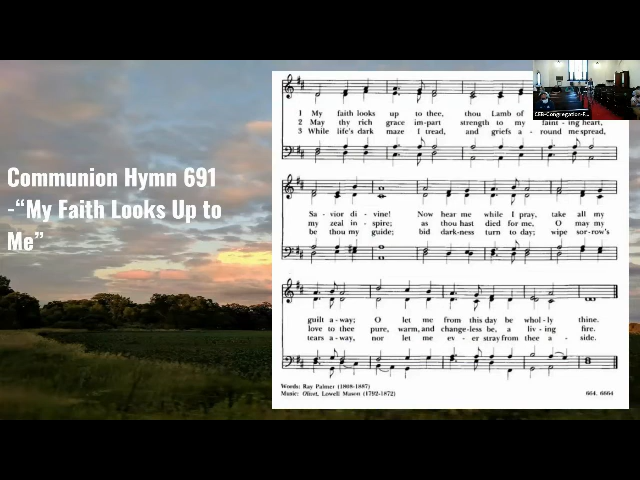 Communion Hymn 691
-“My Faith Looks Up to
Me”
1 My faith looks up to thee, thou Lamb of
2 May thy rich grace im-part strength to my faint-ing heart,
3 While life's dark maze I tread, and griefs a-round me spread,
Sa-vior di-vine! Now hear me while I pray, take all my
my zeal in-spire; as thou hast died for me, O may my
be thou my guide; bid dark-ness turn to day; wipe sor-row's
guilt a-way; O let me from this day be whol-ly thine.
love to thee pure, warm, and change-less be, a liv-ing fire.
tears a-way, nor let me ev-er stray from thee a-side.
Words: Ray Palmer (1808-1887)
Music: Olivet, Lowell Mason (1792-1872)
664. 6664